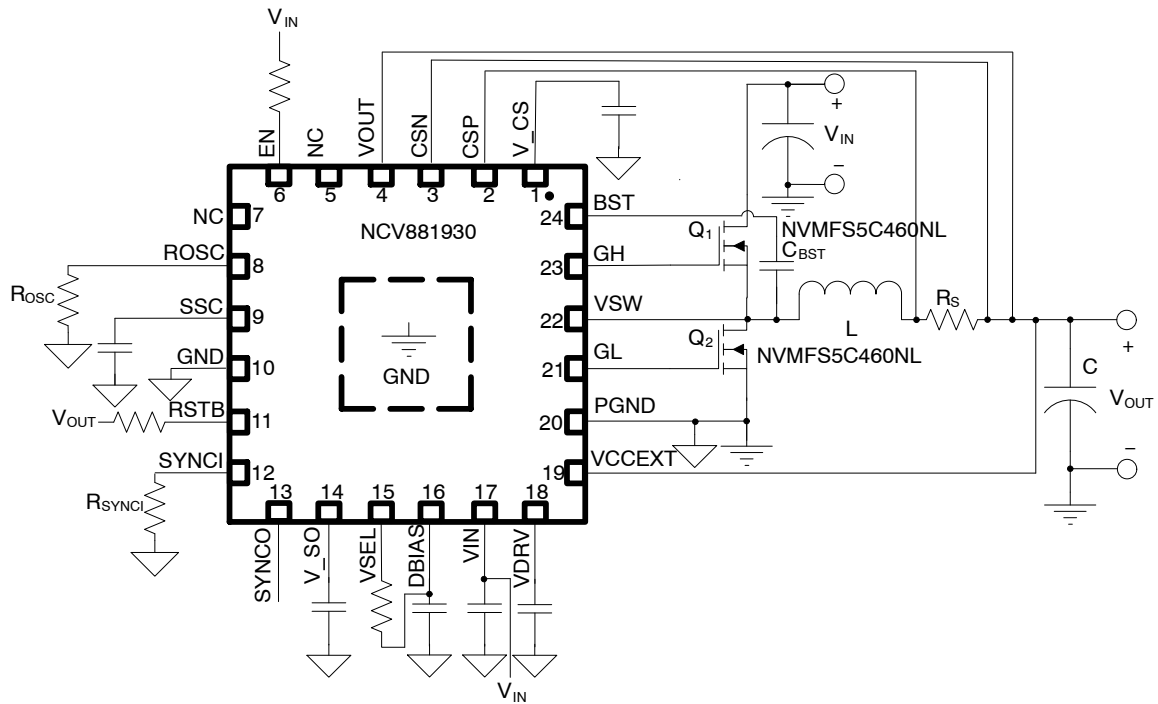 VIN
EN
NC
VOUT
CSN
CSP
V_CS
+
VIN
−
6
5
4
3
2
1
NC
7
NCV881930
24
BST
Q1
NVMFS5C460NL
CBST
ROSC
8
23
GH
ROSC
SSC
9
22
VSW
L
RS
Q2
NVMFS5C460NL
+
GND
10
GND
21
GL
C
VOUT
VOUT
RSTB
11
20
PGND
−
SYNCI
12
19
VCCEXT
RSYNCI
13
14
15
16
17
18
SYNCO
V_SO
VSEL
DBIAS
VIN
VDRV
VIN